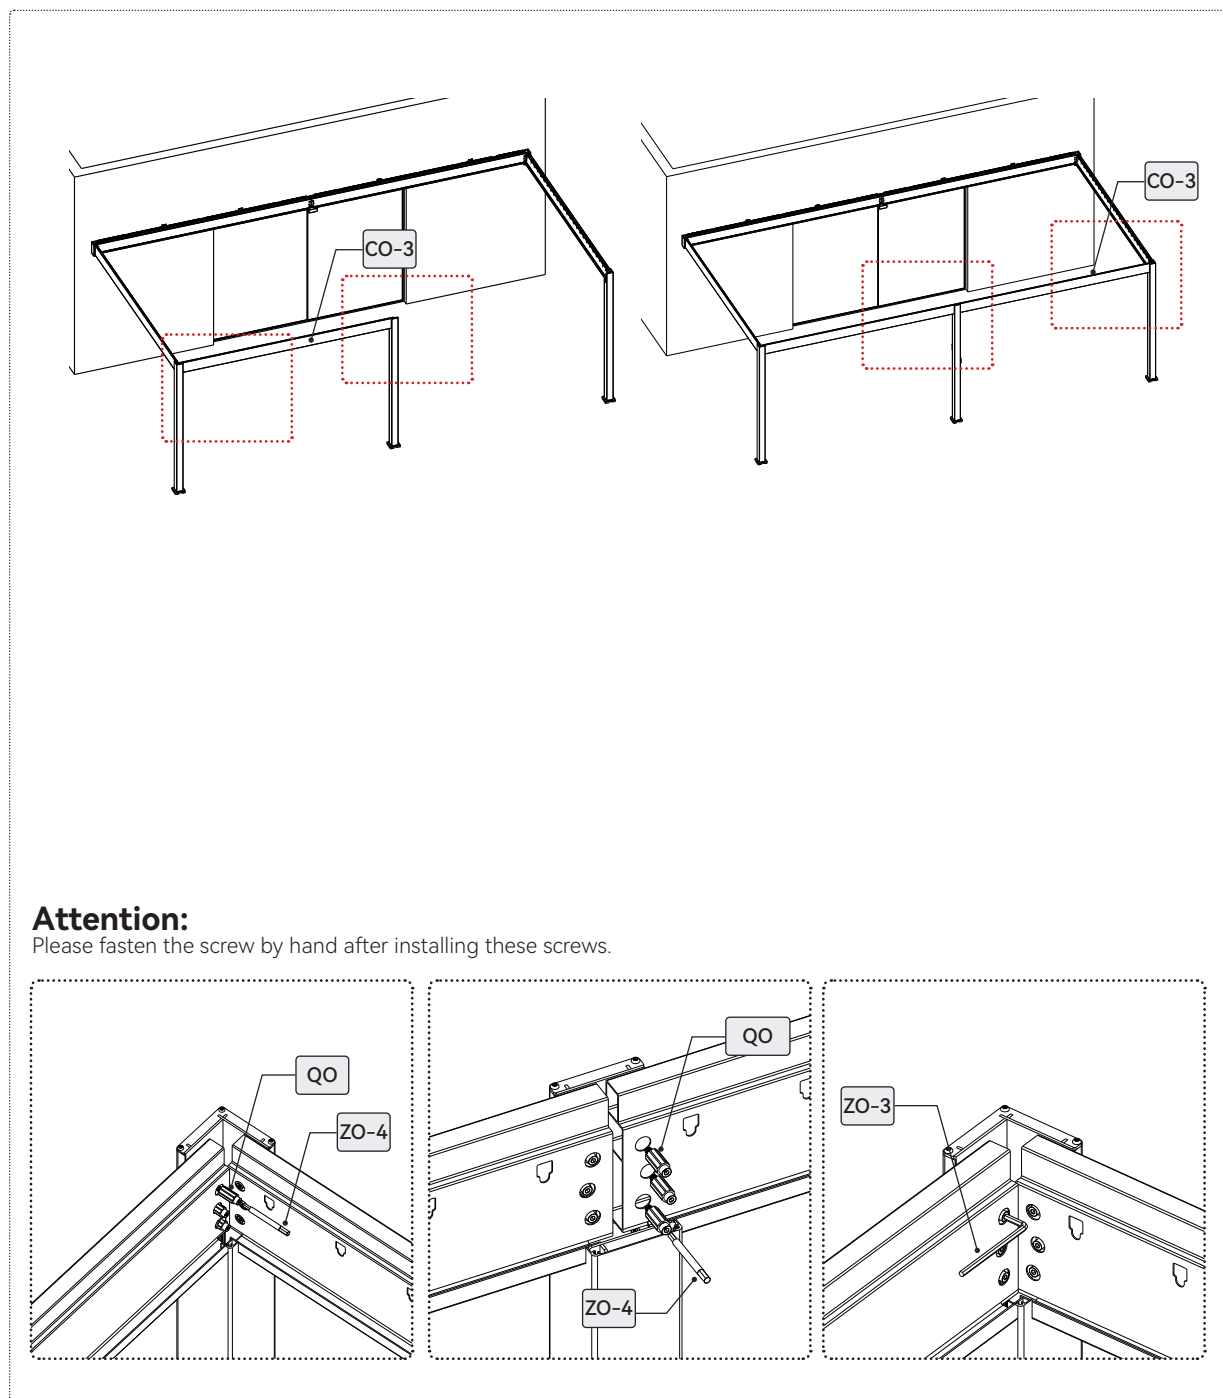 CO-3
CO-3
Attention:
Please fasten the screw by hand after installing these screws.
QO
ZO-4
QO
ZO-4
ZO-3